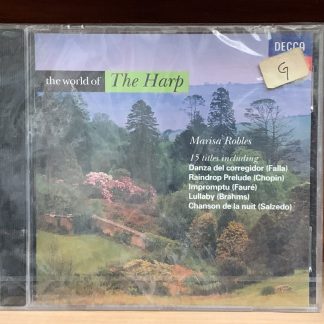 DECCA
G
the world of The Harp
Marisa Robles
15 titles including
Danza del corregidor (Falla)
Raindrop Prelude (Chopin)
Impromptu (Fauré)
Lullaby (Brahms)
Chanson de la nuit (Salzedo)